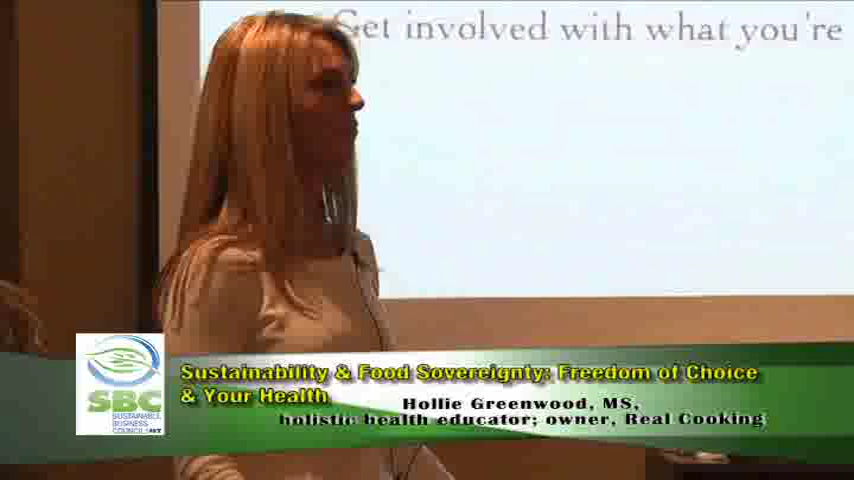 Get involved with what you're
Sustainability & Food Sovereignty: Freedom of Choice
& Your Health
Hollie Greenwood, MS,
holistic health educator; owner, Real Cooking
SBC
SUSTAINABLE
BUSINESS
COUNCIL.NET